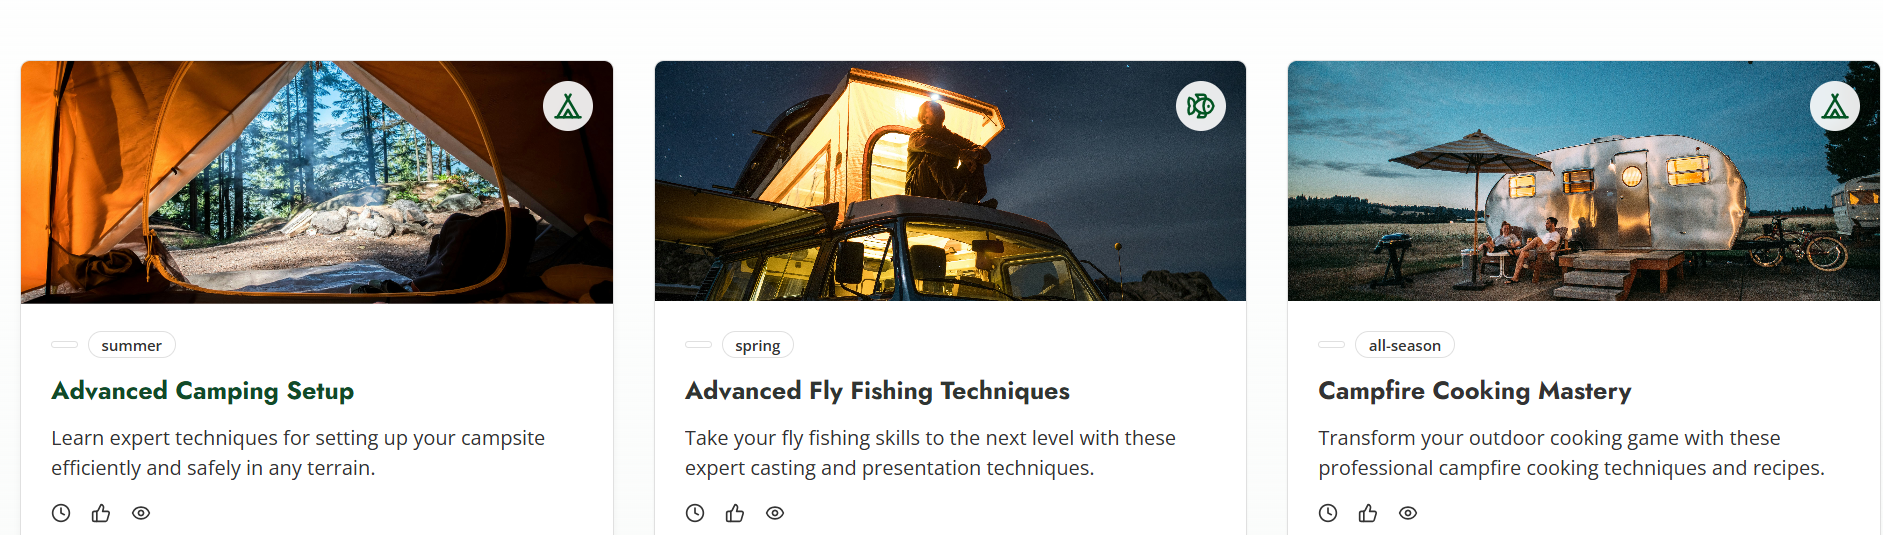 summer
Advanced Camping Setup
Learn expert techniques for setting up your campsite
efficiently and safely in any terrain.
spring
Advanced Fly Fishing Techniques
Take your fly fishing skills to the next level with these
expert casting and presentation techniques.
all-season
Campfire Cooking Mastery
Transform your outdoor cooking game with these
professional campfire cooking techniques and recipes.